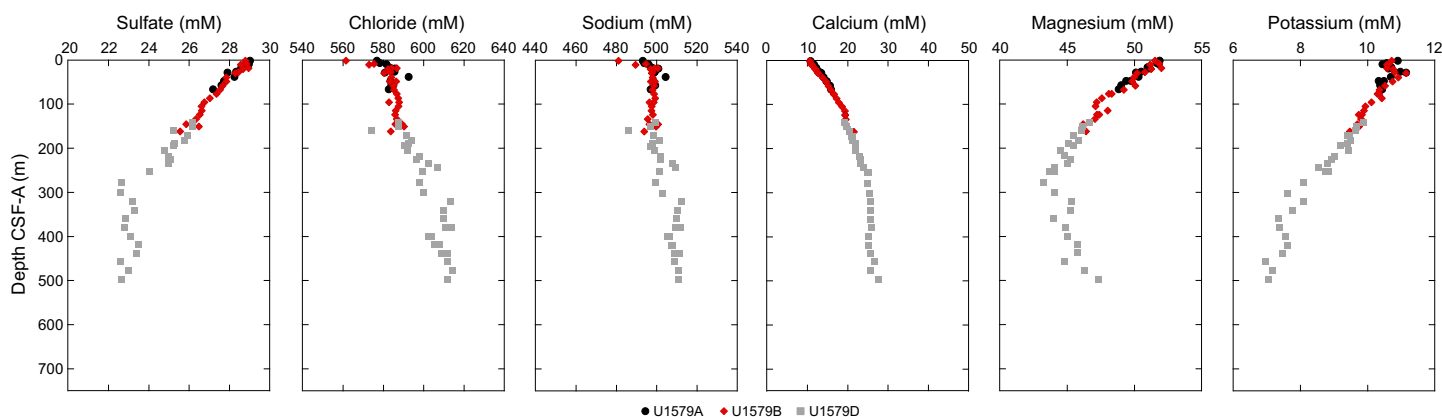 Sulfate (mM) Chloride (mM) Sodium (mM) Calcium (mM) Magnesium (mM) Potassium (mM)
20 22 24 26 28 30 540 560 580 600 620 640 440 460 480 500 520 540 0 10 20 30 40 50 40 45 50 55 6 8 10 12
0
100
200
300
400
500
600
700
Depth CSF-A (m)
U1579A U1579B U1579D